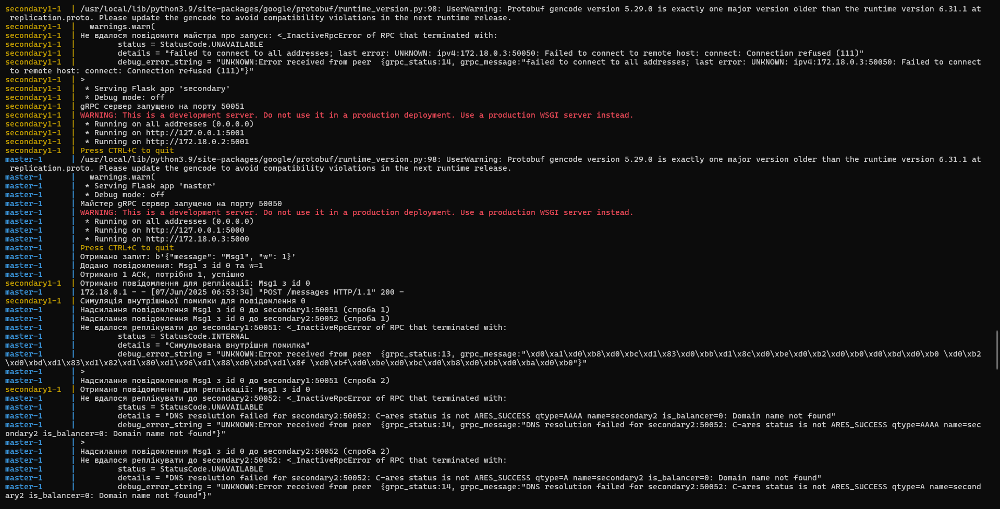 secondary1-1  | /usr/local/lib/python3.9/site-packages/google/protobuf/runtime_version.py:98: UserWarning: Protobuf gencode version 5.29.0 is exactly one major version older than the runtime version 6.31.1 at
 replication.proto. Please update the gencode to avoid compatibility violations in the next runtime release.
secondary1-1  |   warnings.warn(
secondary1-1  | Не вдалося повідомити майстра про запуск: <_InactiveRpcError of RPC that terminated with:
secondary1-1  |         status = StatusCode.UNAVAILABLE
secondary1-1  |         details = "failed to connect to all addresses; last error: UNKNOWN: ipv4:172.18.0.3:50050: Failed to connect to remote host: connect: Connection refused (111)"
secondary1-1  |         debug_error_string = "UNKNOWN:Error received from peer  {grpc_status:14, grpc_message:"failed to connect to all addresses; last error: UNKNOWN: ipv4:172.18.0.3:50050: Failed to connect
 to remote host: connect: Connection refused (111)"}"
secondary1-1  | >
secondary1-1  |  * Serving Flask app 'secondary'
secondary1-1  |  * Debug mode: off
secondary1-1  | gRPC сервер запущено на порту 50051
secondary1-1  | WARNING: This is a development server. Do not use it in a production deployment. Use a production WSGI server instead.
secondary1-1  |  * Running on all addresses (0.0.0.0)
secondary1-1  |  * Running on http://127.0.0.1:5001
secondary1-1  |  * Running on http://172.18.0.2:5001
secondary1-1  | Press CTRL+C to quit
master-1      | /usr/local/lib/python3.9/site-packages/google/protobuf/runtime_version.py:98: UserWarning: Protobuf gencode version 5.29.0 is exactly one major version older than the runtime version 6.31.1 at
 replication.proto. Please update the gencode to avoid compatibility violations in the next runtime release.
master-1      |   warnings.warn(
master-1      |  * Serving Flask app 'master'
master-1      |  * Debug mode: off
master-1      | Майстер gRPC сервер запущено на порту 50050
master-1      | WARNING: This is a development server. Do not use it in a production deployment. Use a production WSGI server instead.
master-1      |  * Running on all addresses (0.0.0.0)
master-1      |  * Running on http://127.0.0.1:5000
master-1      |  * Running on http://172.18.0.3:5000
master-1      | Press CTRL+C to quit
master-1      | Отримано запит: b'{"message": "Msg1", "w": 1}'
master-1      | Додано повідомлення: Msg1 з id 0 та w=1
master-1      | Отримано 1 АСК, потрібно 1, успішно
secondary1-1  | Отримано повідомлення для реплікації: Msg1 з id 0
master-1      | 172.18.0.1 - - [07/Jun/2025 06:53:34] "POST /messages HTTP/1.1" 200 -
secondary1-1  | Симуляція внутрішньої помилки для повідомлення 0
master-1      | Надсилання повідомлення Msg1 з id 0 до secondary1:50051 (спроба 1)
master-1      | Надсилання повідомлення Msg1 з id 0 до secondary2:50052 (спроба 1)
master-1      | Не вдалося реплікувати до secondary1:50051: <_InactiveRpcError of RPC that terminated with:
master-1      |         status = StatusCode.INTERNAL
master-1      |         details = "Симульована внутрішня помилка"
master-1      |         debug_error_string = "UNKNOWN:Error received from peer  {grpc_status:13, grpc_message:"\xd0\xa1\xd0\xb8\xd0\xbc\xd1\x83\xd0\xbb\xd1\x8c\xd0\xbe\xd0\xb2\xd0\xb0\xd0\xbd\xd0\xb0 \xd0\xb2
\xd0\xbd\xd1\x83\xd1\x82\xd1\x80\xd1\x96\xd1\x88\xd0\xbd\xd1\x8f \xd0\xbf\xd0\xbe\xd0\xbc\xd0\xb8\xd0\xbb\xd0\xba\xd0\xb0"}"
master-1      | >
master-1      | Надсилання повідомлення Msg1 з id 0 до secondary1:50051 (спроба 2)
secondary1-1  | Отримано повідомлення для реплікації: Msg1 з id 0
master-1      | Не вдалося реплікувати до secondary2:50052: <_InactiveRpcError of RPC that terminated with:
master-1      |         status = StatusCode.UNAVAILABLE
master-1      |         details = "DNS resolution failed for secondary2:50052: C-ares status is not ARES_SUCCESS qtype=AAAA name=secondary2 is_balancer=0: Domain name not found"
master-1      |         debug_error_string = "UNKNOWN:Error received from peer  {grpc_status:14, grpc_message:"DNS resolution failed for secondary2:50052: C-ares status is not ARES_SUCCESS qtype=AAAA name=sec
ondary2 is_balancer=0: Domain name not found"}"
master-1      | >
master-1      | Надсилання повідомлення Msg1 з id 0 до secondary2:50052 (спроба 2)
master-1      | Не вдалося реплікувати до secondary2:50052: <_InactiveRpcError of RPC that terminated with:
master-1      |         status = StatusCode.UNAVAILABLE
master-1      |         details = "DNS resolution failed for secondary2:50052: C-ares status is not ARES_SUCCESS qtype=A name=secondary2 is_balancer=0: Domain name not found"
master-1      |         debug_error_string = "UNKNOWN:Error received from peer  {grpc_status:14, grpc_message:"DNS resolution failed for secondary2:50052: C-ares status is not ARES_SUCCESS qtype=A name=second
ary2 is_balancer=0: Domain name not found"}"